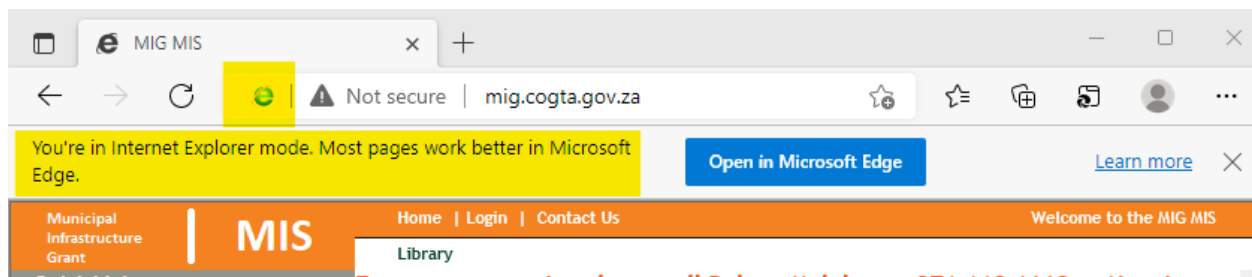 MIG MIS
Not secure | mig.cogta.gov.za
You're in Internet Explorer mode. Most pages work better in Microsoft
Edge.
Open in Microsoft Edge
Learn more
Municipal
Infrastructure
Grant
MIS
Home | Login | Contact Us
Welcome to the MIG MIS
Library